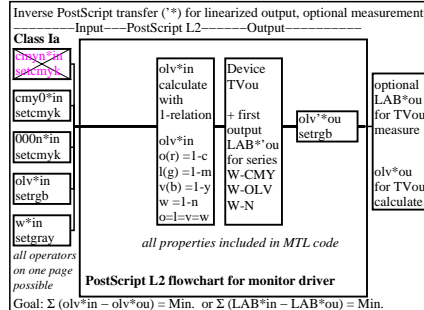 Inverse PostScript transfer ('*) for linearized output, optional measurement
–––––––Input–––PostScript L2––––––Output––––––––––
Class Ia
cmyn*in
setcmyk
cmy0*in
setcmyk
000n*in
setcmyk
olv*in
setrgb
w*in
setgray
all operators
on one page
possible
olv*in
calculate
with
1-relation
olv*in
o(r) =1-c
l(g) =1-m
v(b) =1-y
w =1-n
o=l=v=w
Device
TVou
+ first
output
LAB*'ou
for series
W-CMY
W-OLV
W-N
olv'*ou
setrgb
optional
LAB*ou
for TVou
measure
olv*ou
for TVou
calculate
all properties included in MTL code
PostScript L2 flowchart for monitor driver
Goal: Σ (olv*in − olv*ou) = Min. or Σ (LAB*in − LAB*ou) = Min.